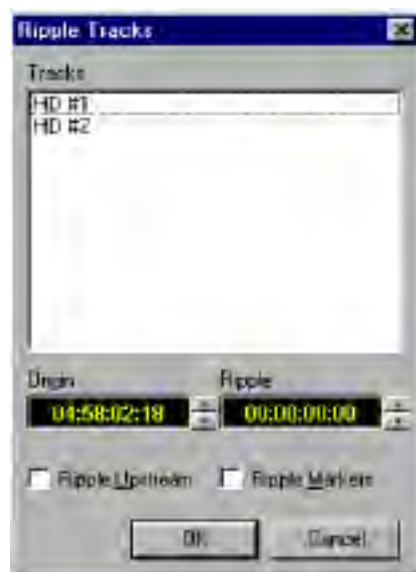 Ripple Tracks
Tracks
HD #1
HD #2
Origin Ripple
04:58:02:18 00:00:00:00
Ripple Upstream Ripple Markers
OK Cancel